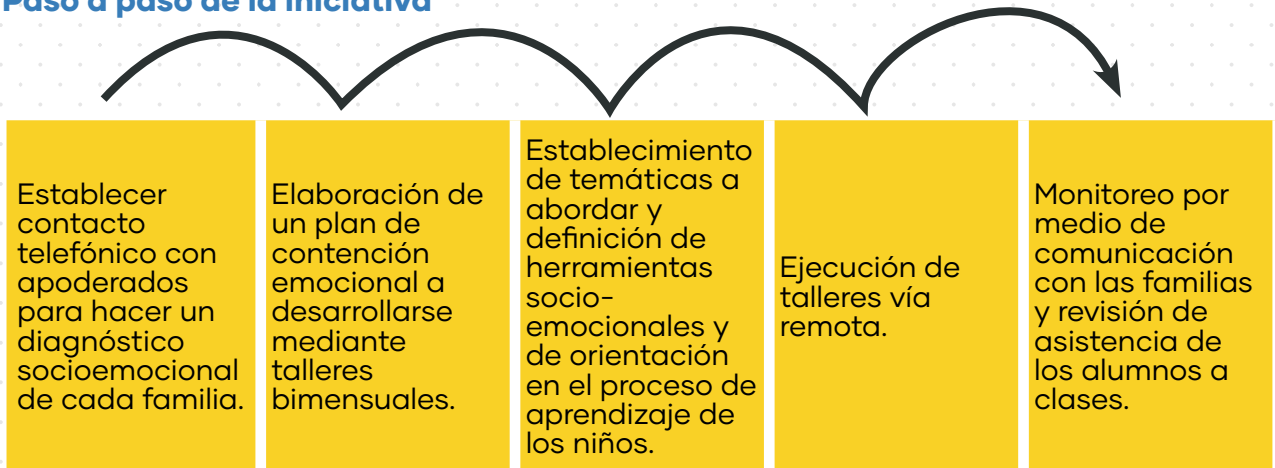 Paso a paso de la iniciativa
Establecer
contacto
telefónico con
apoderados
para hacer un
diagnóstico
socioemocional
de cada familia.
Elaboración de
un plan de
contención
emocional a
desarrollarse
mediante
talleres
bimensuales.
Establecimiento
de temáticas a
abordar y
definición de
herramientas
socio-
emocionales y
de orientación
en el proceso de
aprendizaje de
los niños.
Ejecución de
talleres vía
remota.
Monitoreo por
medio de
comunicación
con las familias
y revisión de
asistencia de
los alumnos a
clases.